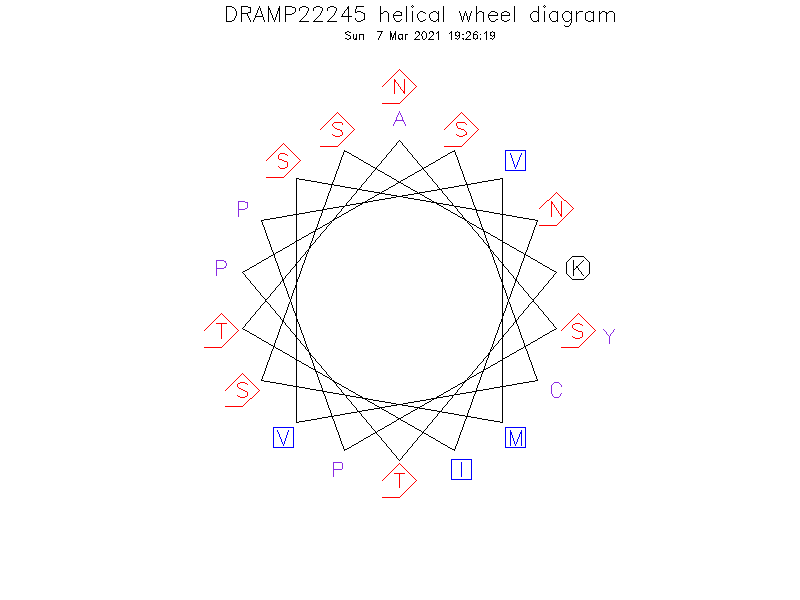 DRAMP22245 helical wheel diagram
Sun 7 Mar 2021 19:26:19
N
A
S S
S V
P N
P K
T S Y
S C
V M
P I
T